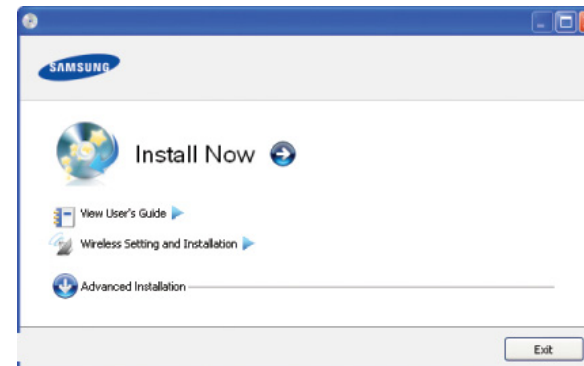 SAMSUNG
Install Now
View User's Guide
Wireless Setting and Installation
Advanced Installation
Exit